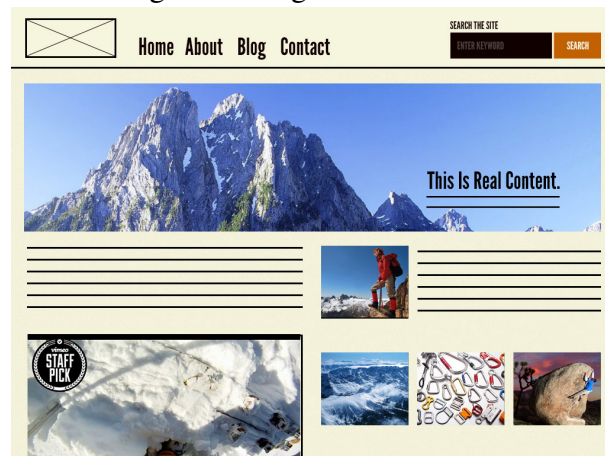 Home About Blog Contact
SEARCH THE SITE
ENTER KEYWORD
SEARCH
This Is Real Content.
vimeo
STAFF
PICK